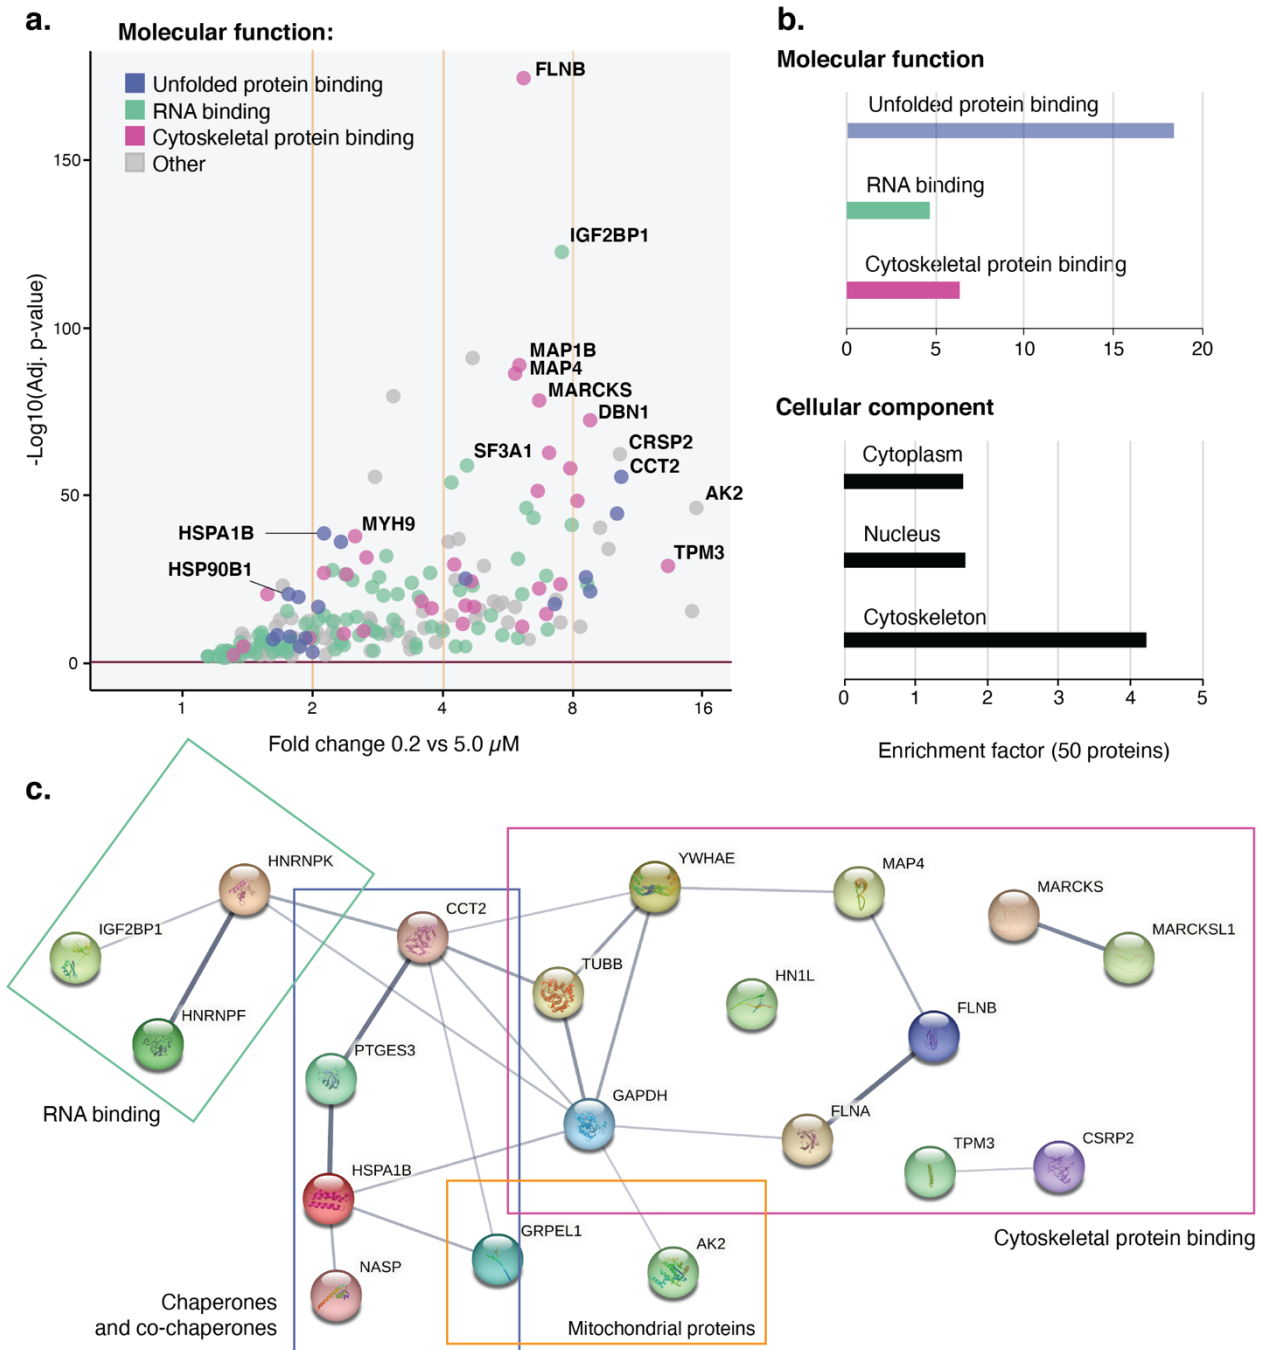 a.
Molecular function:
Unfolded protein binding
RNA binding
Cytoskeletal protein binding
Other
FLNB
IGF2BP1
MAP1B
MAP4
MARCKS
DBN1
SF3A1
CRSP2
CCT2
AK2
HSPA1B
MYH9
TPM3
HSP90B1
150
100
50
0
-Log10(Adj. p-value)
1
2
4
8
16
Fold change 0.2 vs 5.0 µM
b.
Molecular function
Unfolded protein binding
RNA binding
Cytoskeletal protein binding
0
5
10
15
20
Cellular component
Cytoplasm
Nucleus
Cytoskeleton
0
1
2
3
4
5
Enrichment factor (50 proteins)
c.
HNRNPK
IGF2BP1
HNRNPF
RNA binding
CCT2
PTGES3
HSPA1B
NASP
GRPEL1
Chaperones
and co-chaperones
YWHAE
MAP4
MARCKS
MARCKSL1
TUBB
HN1L
FLNB
GAPDH
FLNA
TPM3
CSRP2
Cytoskeletal protein binding
AK2
Mitochondrial proteins